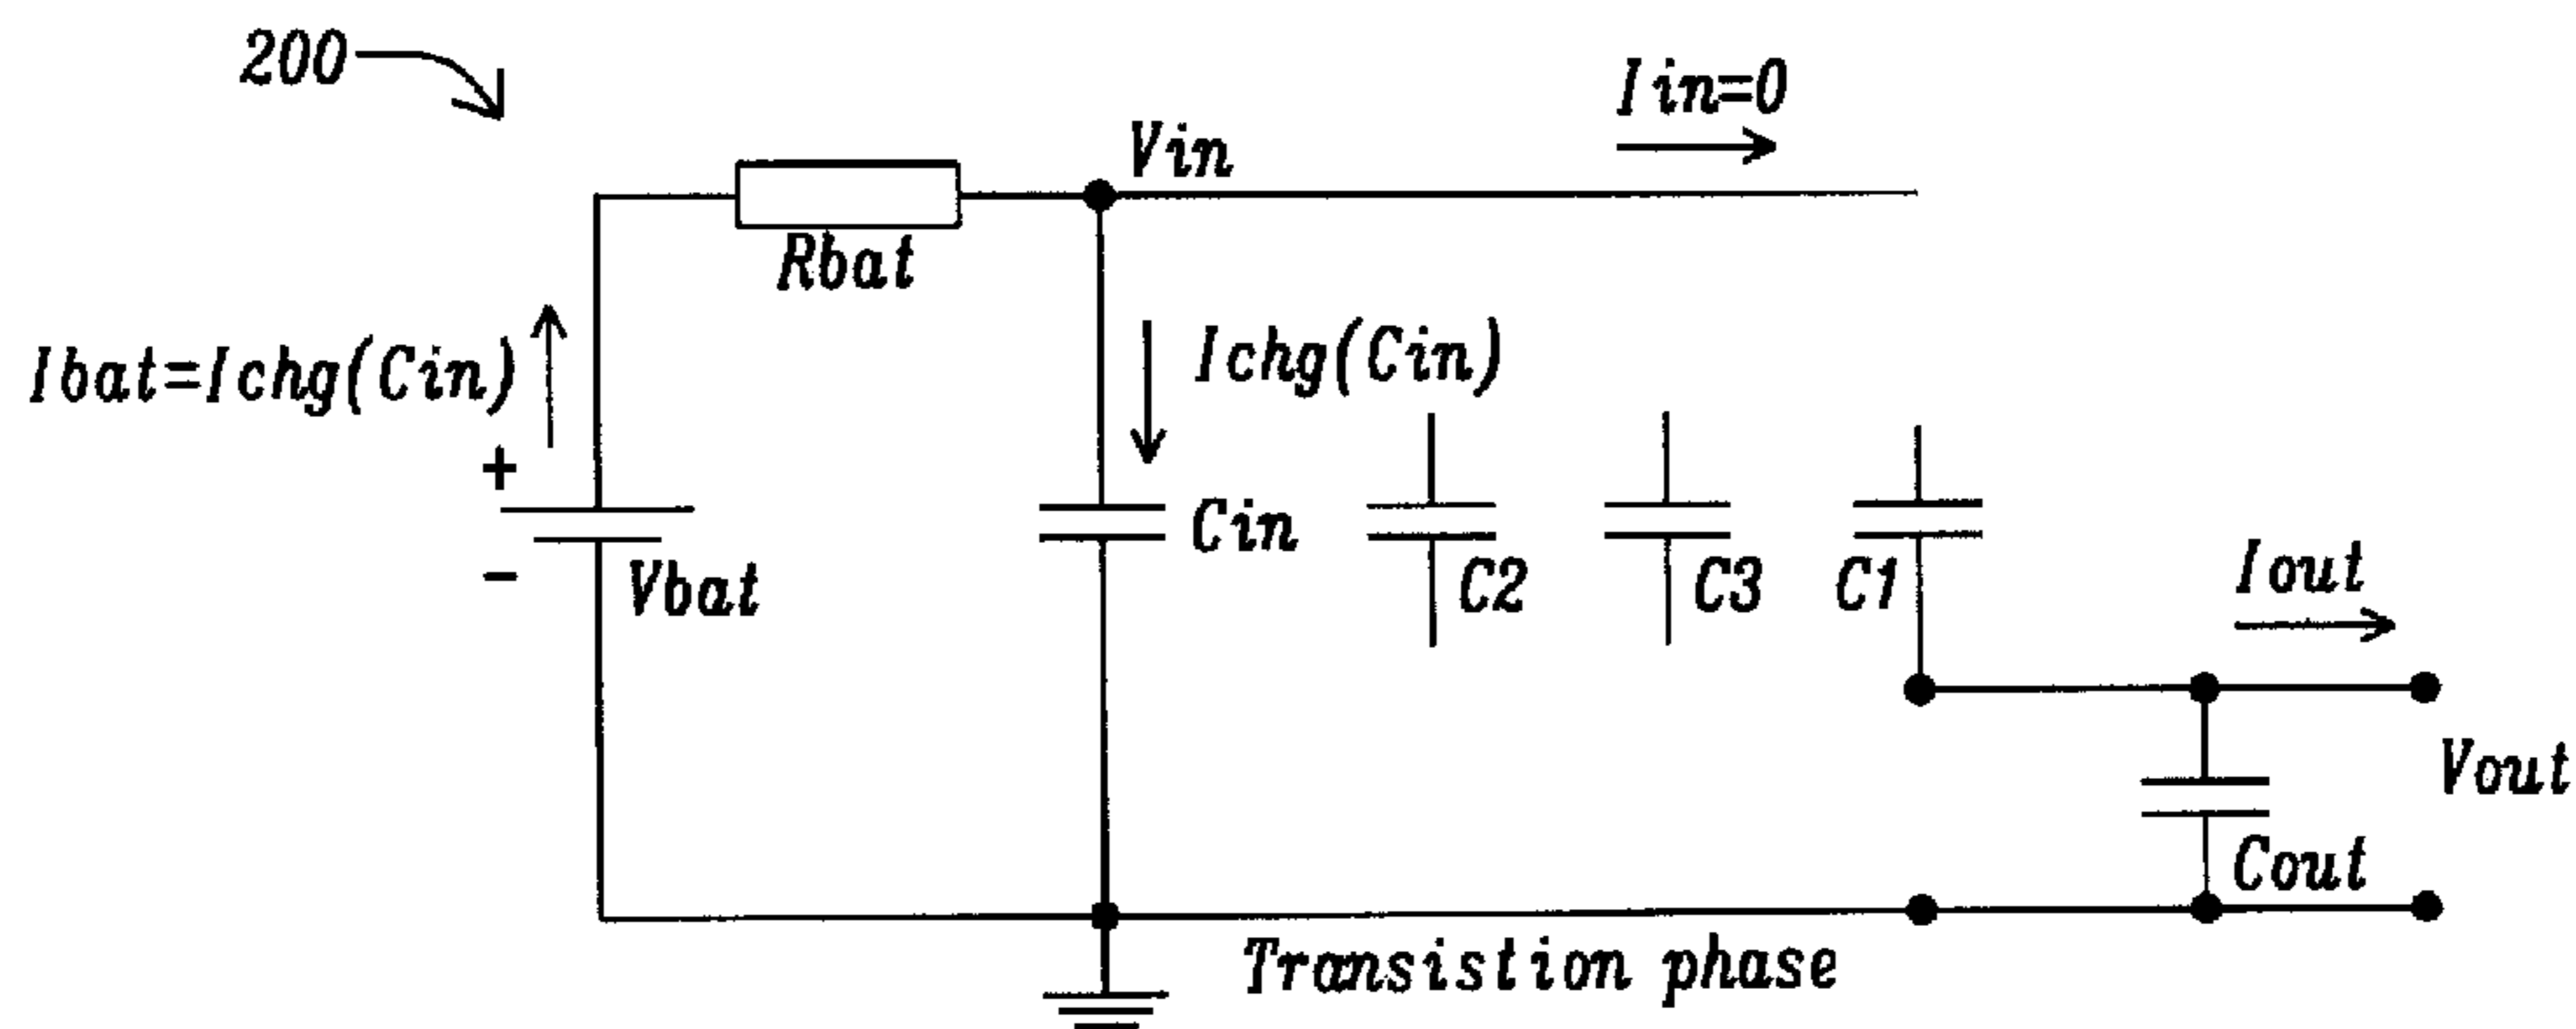 200
Iin=0
Vin
Rbat
Ibat=Ichg(Cin)
Ichg(Cin)
+
-
Vbat
Cin
C2
C3
C1
Iout
Vout
Cout
Transistion phase